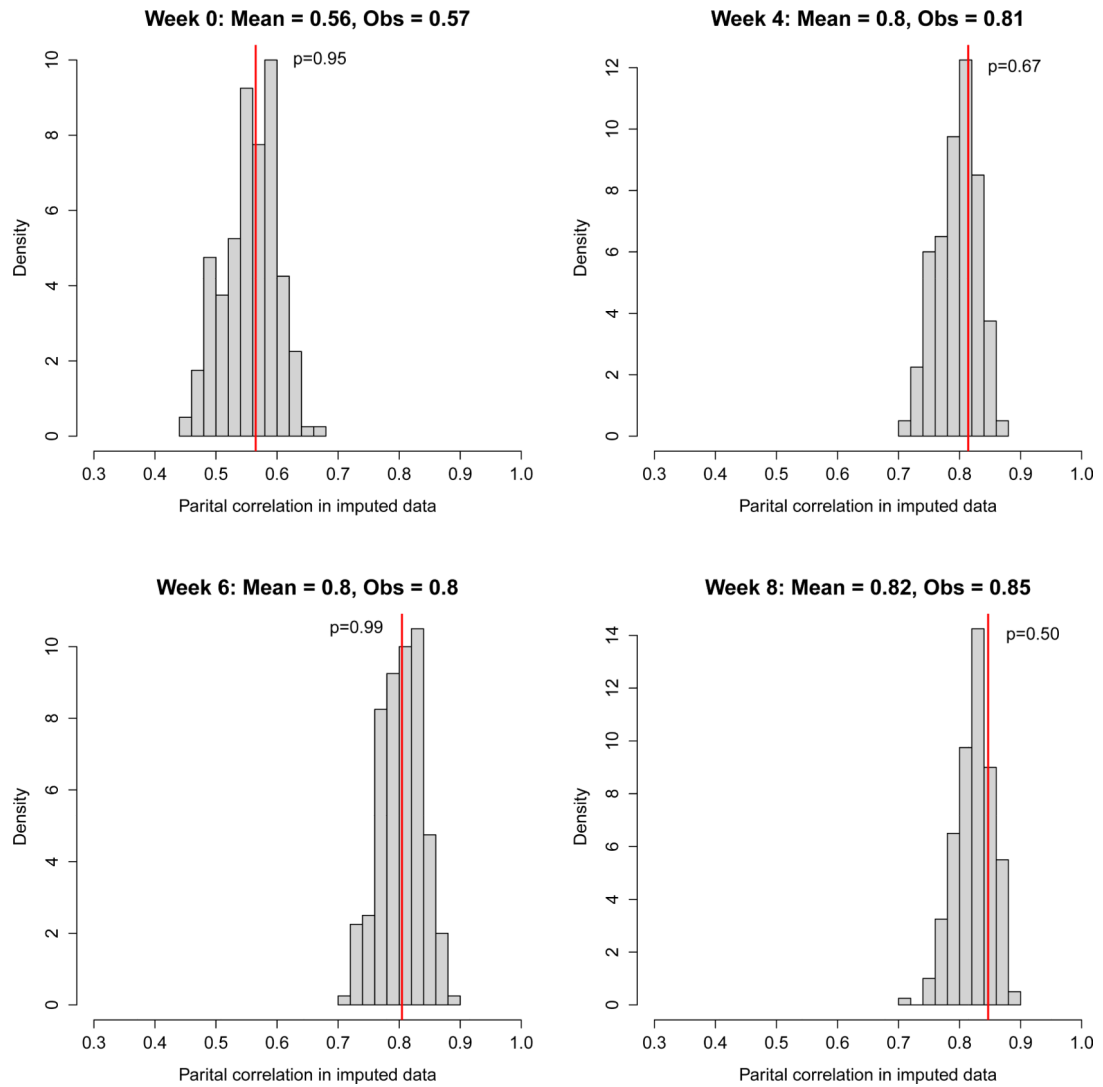 Week 0: Mean = 0.56, Obs = 0.57
p=0.95
Density
0 2 4 6 8 10
0.3 0.4 0.5 0.6 0.7 0.8 0.9 1.0
Parital correlation in imputed data
Week 4: Mean = 0.8, Obs = 0.81
p=0.67
Density
0 2 4 6 8 10 12
0.3 0.4 0.5 0.6 0.7 0.8 0.9 1.0
Parital correlation in imputed data
Week 6: Mean = 0.8, Obs = 0.8
p=0.99
Density
0 2 4 6 8 10
0.3 0.4 0.5 0.6 0.7 0.8 0.9 1.0
Parital correlation in imputed data
Week 8: Mean = 0.82, Obs = 0.85
p=0.50
Density
0 2 4 6 8 10 12 14
0.3 0.4 0.5 0.6 0.7 0.8 0.9 1.0
Parital correlation in imputed data